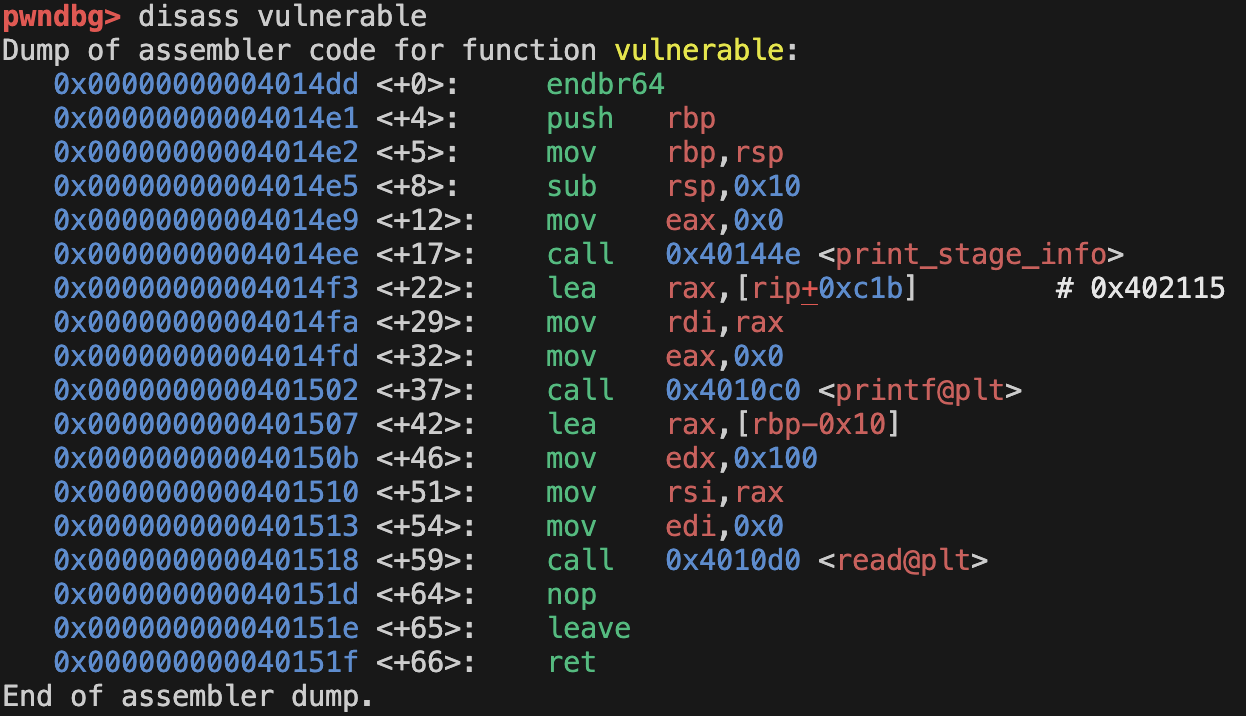 pwndbg> disass vulnerable
Dump of assembler code for function vulnerable:
   0x00000000004014dd <+0>:     endbr64
   0x00000000004014e1 <+4>:     push   rbp
   0x00000000004014e2 <+5>:     mov    rbp,rsp
   0x00000000004014e5 <+8>:     sub    rsp,0x10
   0x00000000004014e9 <+12>:    mov    eax,0x0
   0x00000000004014ee <+17>:    call   0x40144e <print_stage_info>
   0x00000000004014f3 <+22>:    lea    rax,[rip+0xc1b]        # 0x402115
   0x00000000004014fa <+29>:    mov    rdi,rax
   0x00000000004014fd <+32>:    mov    eax,0x0
   0x0000000000401502 <+37>:    call   0x4010c0 <printf@plt>
   0x0000000000401507 <+42>:    lea    rax,[rbp-0x10]
   0x000000000040150b <+46>:    mov    edx,0x100
   0x0000000000401510 <+51>:    mov    rsi,rax
   0x0000000000401513 <+54>:    mov    edi,0x0
   0x0000000000401518 <+59>:    call   0x4010d0 <read@plt>
   0x000000000040151d <+64>:    nop
   0x000000000040151e <+65>:    leave
   0x000000000040151f <+66>:    ret
End of assembler dump.